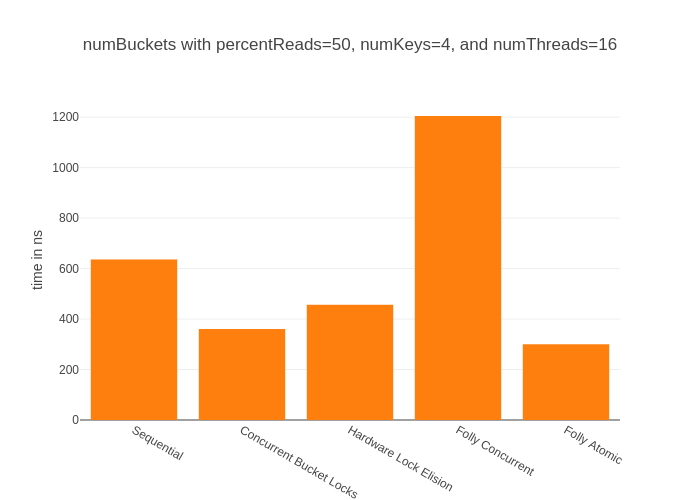 numBuckets with percentReads=50, numKeys=4, and numThreads=16
time in ns
1200
1000
800
600
400
200
0
Sequential
Concurrent Bucket Locks
Hardware Lock Elision
Folly Concurrent
Folly Atomic